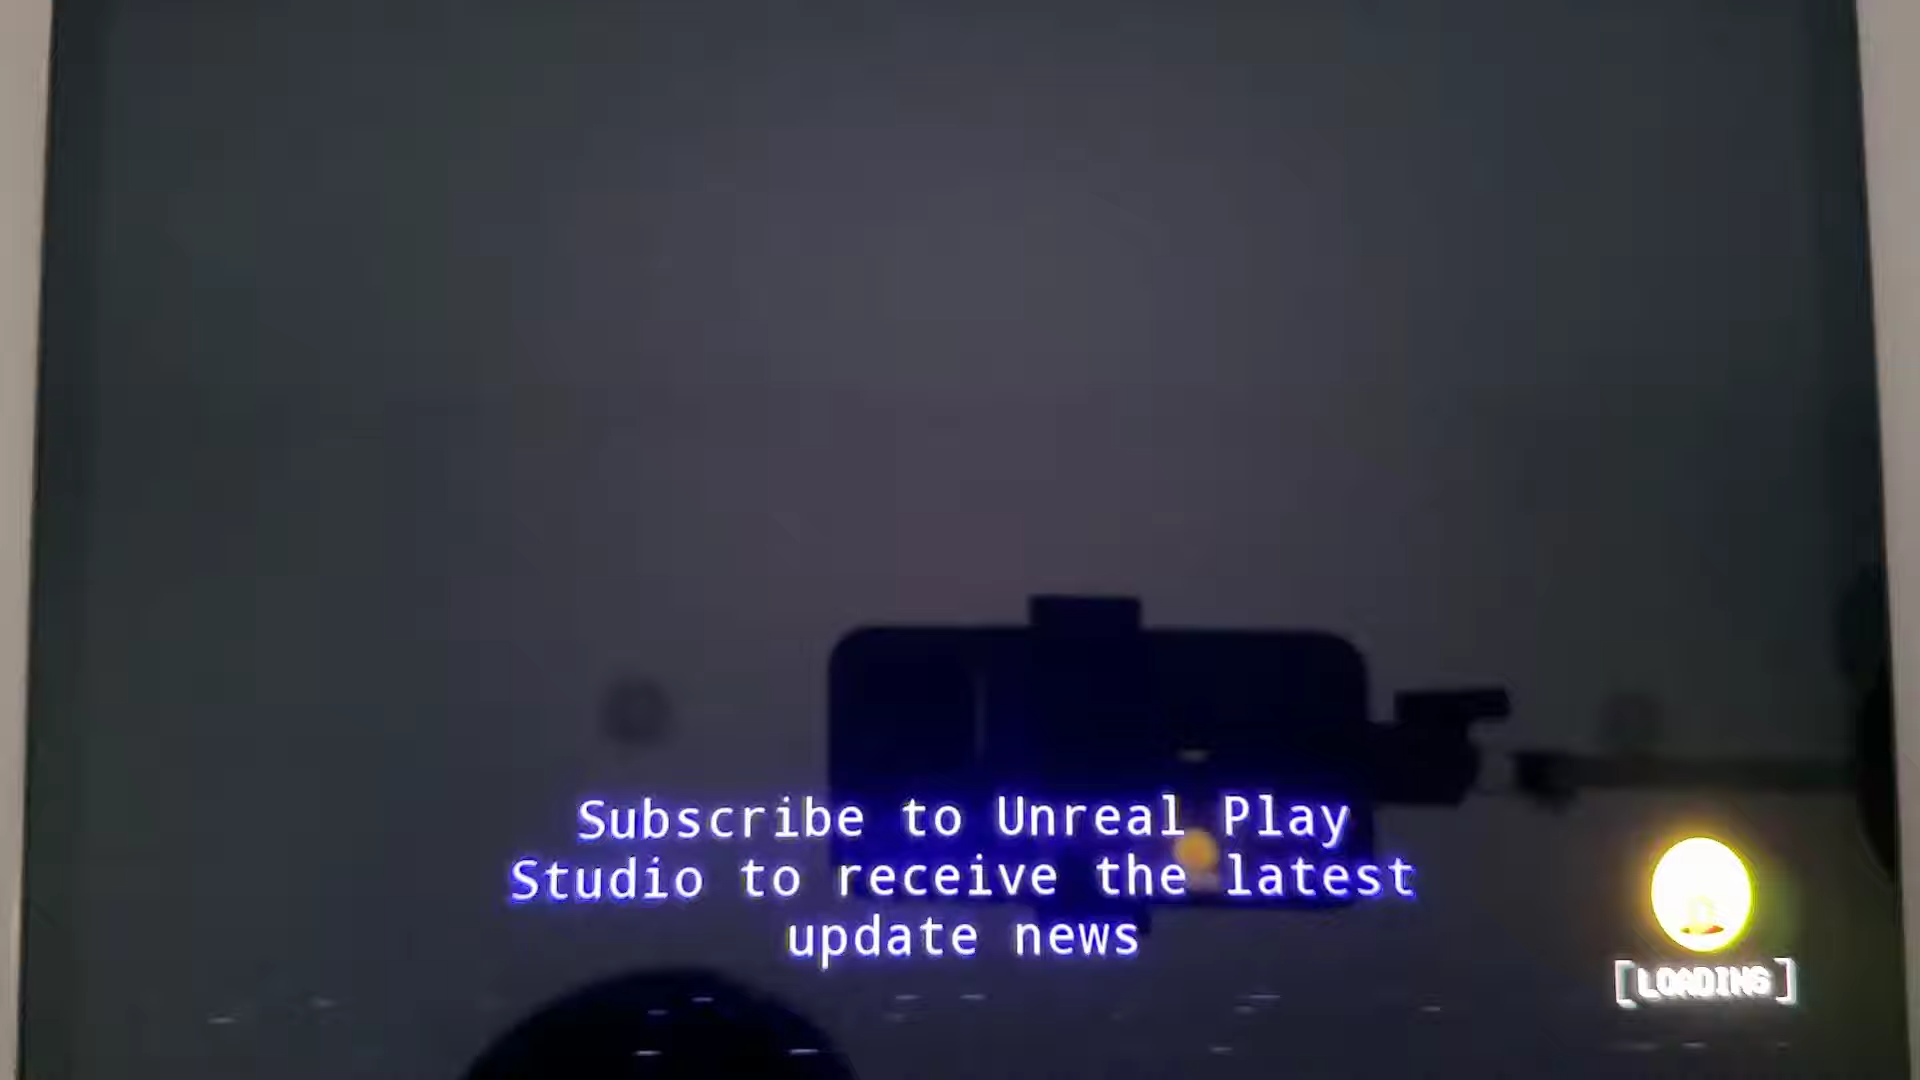 Subscribe to Unreal Play
Studio to receive the latest
update news
[LOADING]